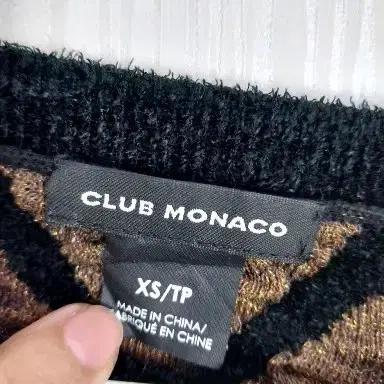 CLUB MONACO
XS/TP
MADE IN CHINA/
FABRIQUÉ EN CHINE